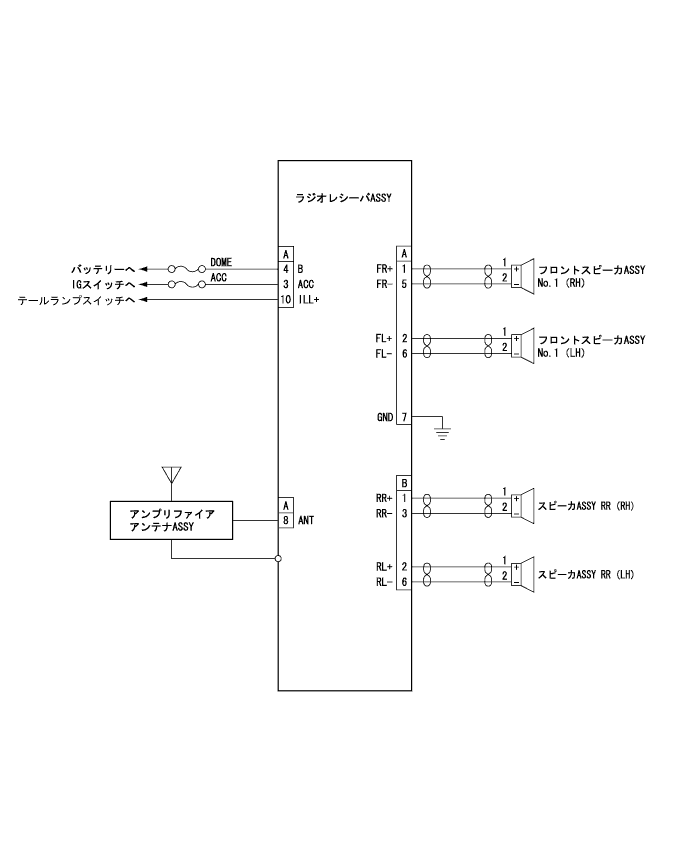 ラジオレシーバASSY
A
バッテリーへ DOME 4 B
IGスイッチへ ACC 3 ACC
テールランプスイッチへ 10 ILL+
A
FR+ 1 1 + フロントスピーカASSY
FR- 5 2 - No.1 (RH)
FL+ 2 1 + フロントスピーカASSY
FL- 6 2 - No.1 (LH)
GND 7
A
アンプリファイア
アンテナASSY
8 ANT
B
RR+ 1 1 +
RR- 3 2 -
スピーカASSY RR (RH)
RL+ 2 1 +
RL- 6 2 -
スピーカASSY RR (LH)